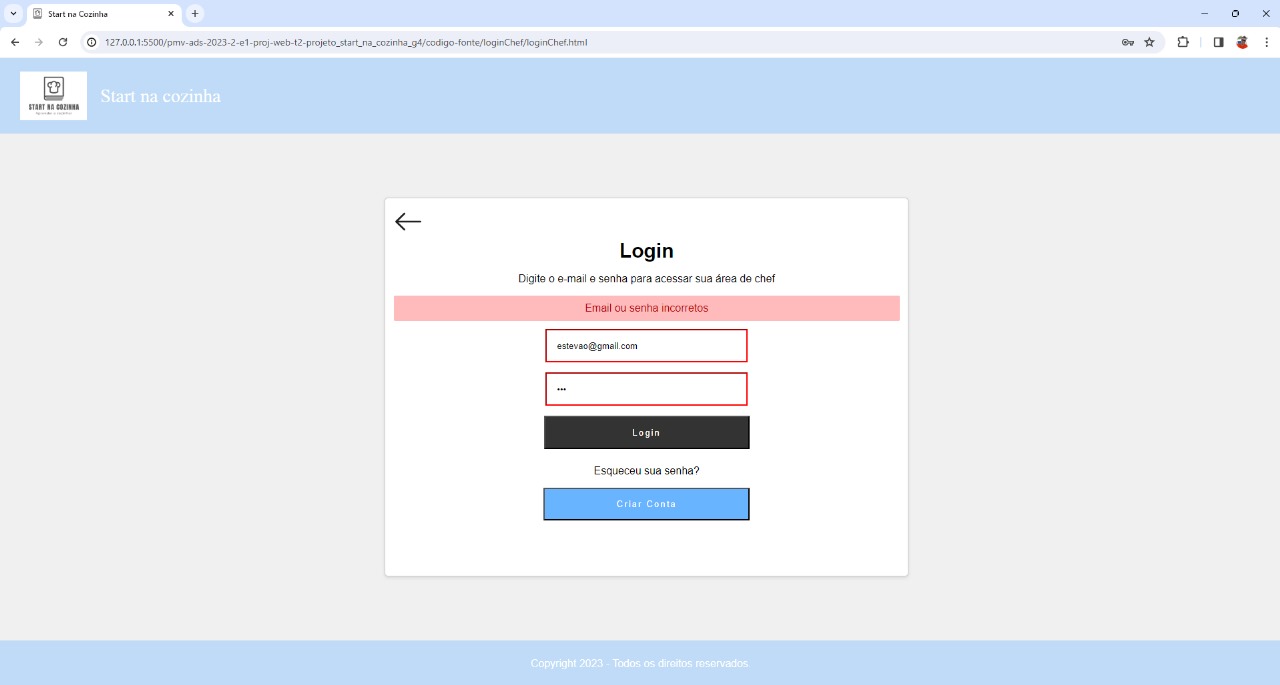 Start na Cozinha
127.0.0.1:5500/pmv-ads-2023-2-e1-proj-web-t2-projeto_start_na_cozinha_g4/codigo-fonte/loginChef/loginChef.html
START NA COZINHA
Start na cozinha
Login
Digite o e-mail e senha para acessar sua área de chef
Email ou senha incorretos
estevao@gmail.com
•••
Login
Esqueceu sua senha?
Criar Conta
Copyright 2023 - Todos os direitos reservados.